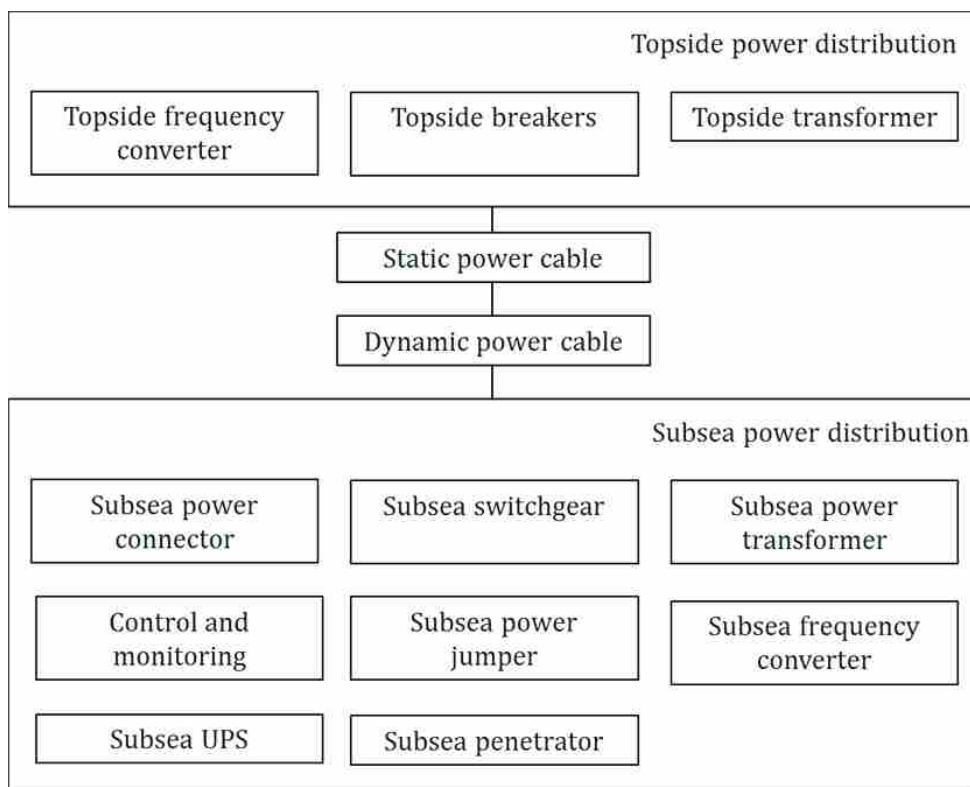 Topside power distribution
Topside frequency
converter
Topside breakers
Topside transformer
Static power cable
Dynamic power cable
Subsea power distribution
Subsea power
connector
Subsea switchgear
Subsea power
transformer
Control and
monitoring
Subsea power
jumper
Subsea frequency
converter
Subsea UPS
Subsea penetrator